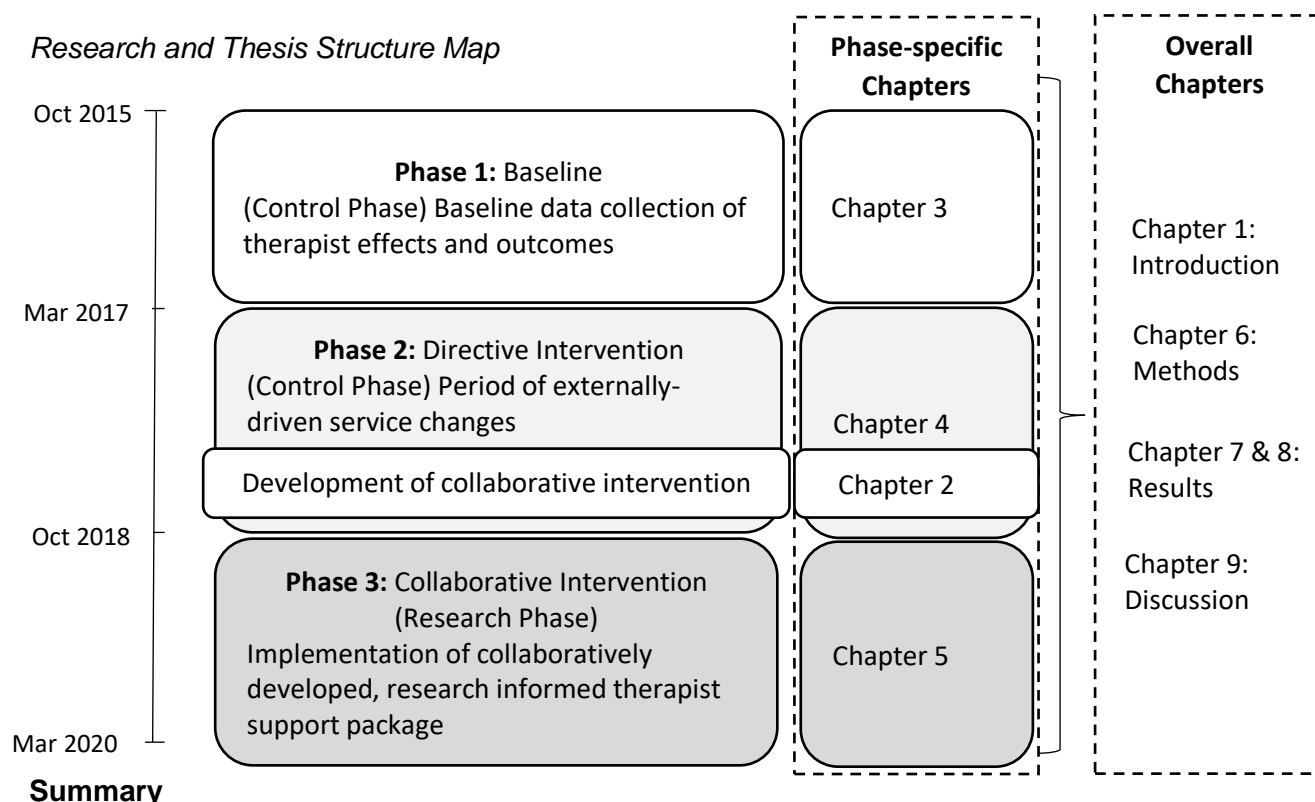 Research and Thesis Structure Map
Phase-specific
Chapters
Overall
Chapters
Oct 2015
Phase 1: Baseline
(Control Phase) Baseline data collection of
therapist effects and outcomes
Chapter 3
Mar 2017
Phase 2: Directive Intervention
(Control Phase) Period of externally-
driven service changes
Chapter 4
Development of collaborative intervention
Chapter 2
Oct 2018
Phase 3: Collaborative Intervention
(Research Phase)
Implementation of collaboratively
developed, research informed therapist
support package
Chapter 5
Mar 2020
Chapter 1:
Introduction
Chapter 6:
Methods
Chapter 7 & 8:
Results
Chapter 9:
Discussion
Summary